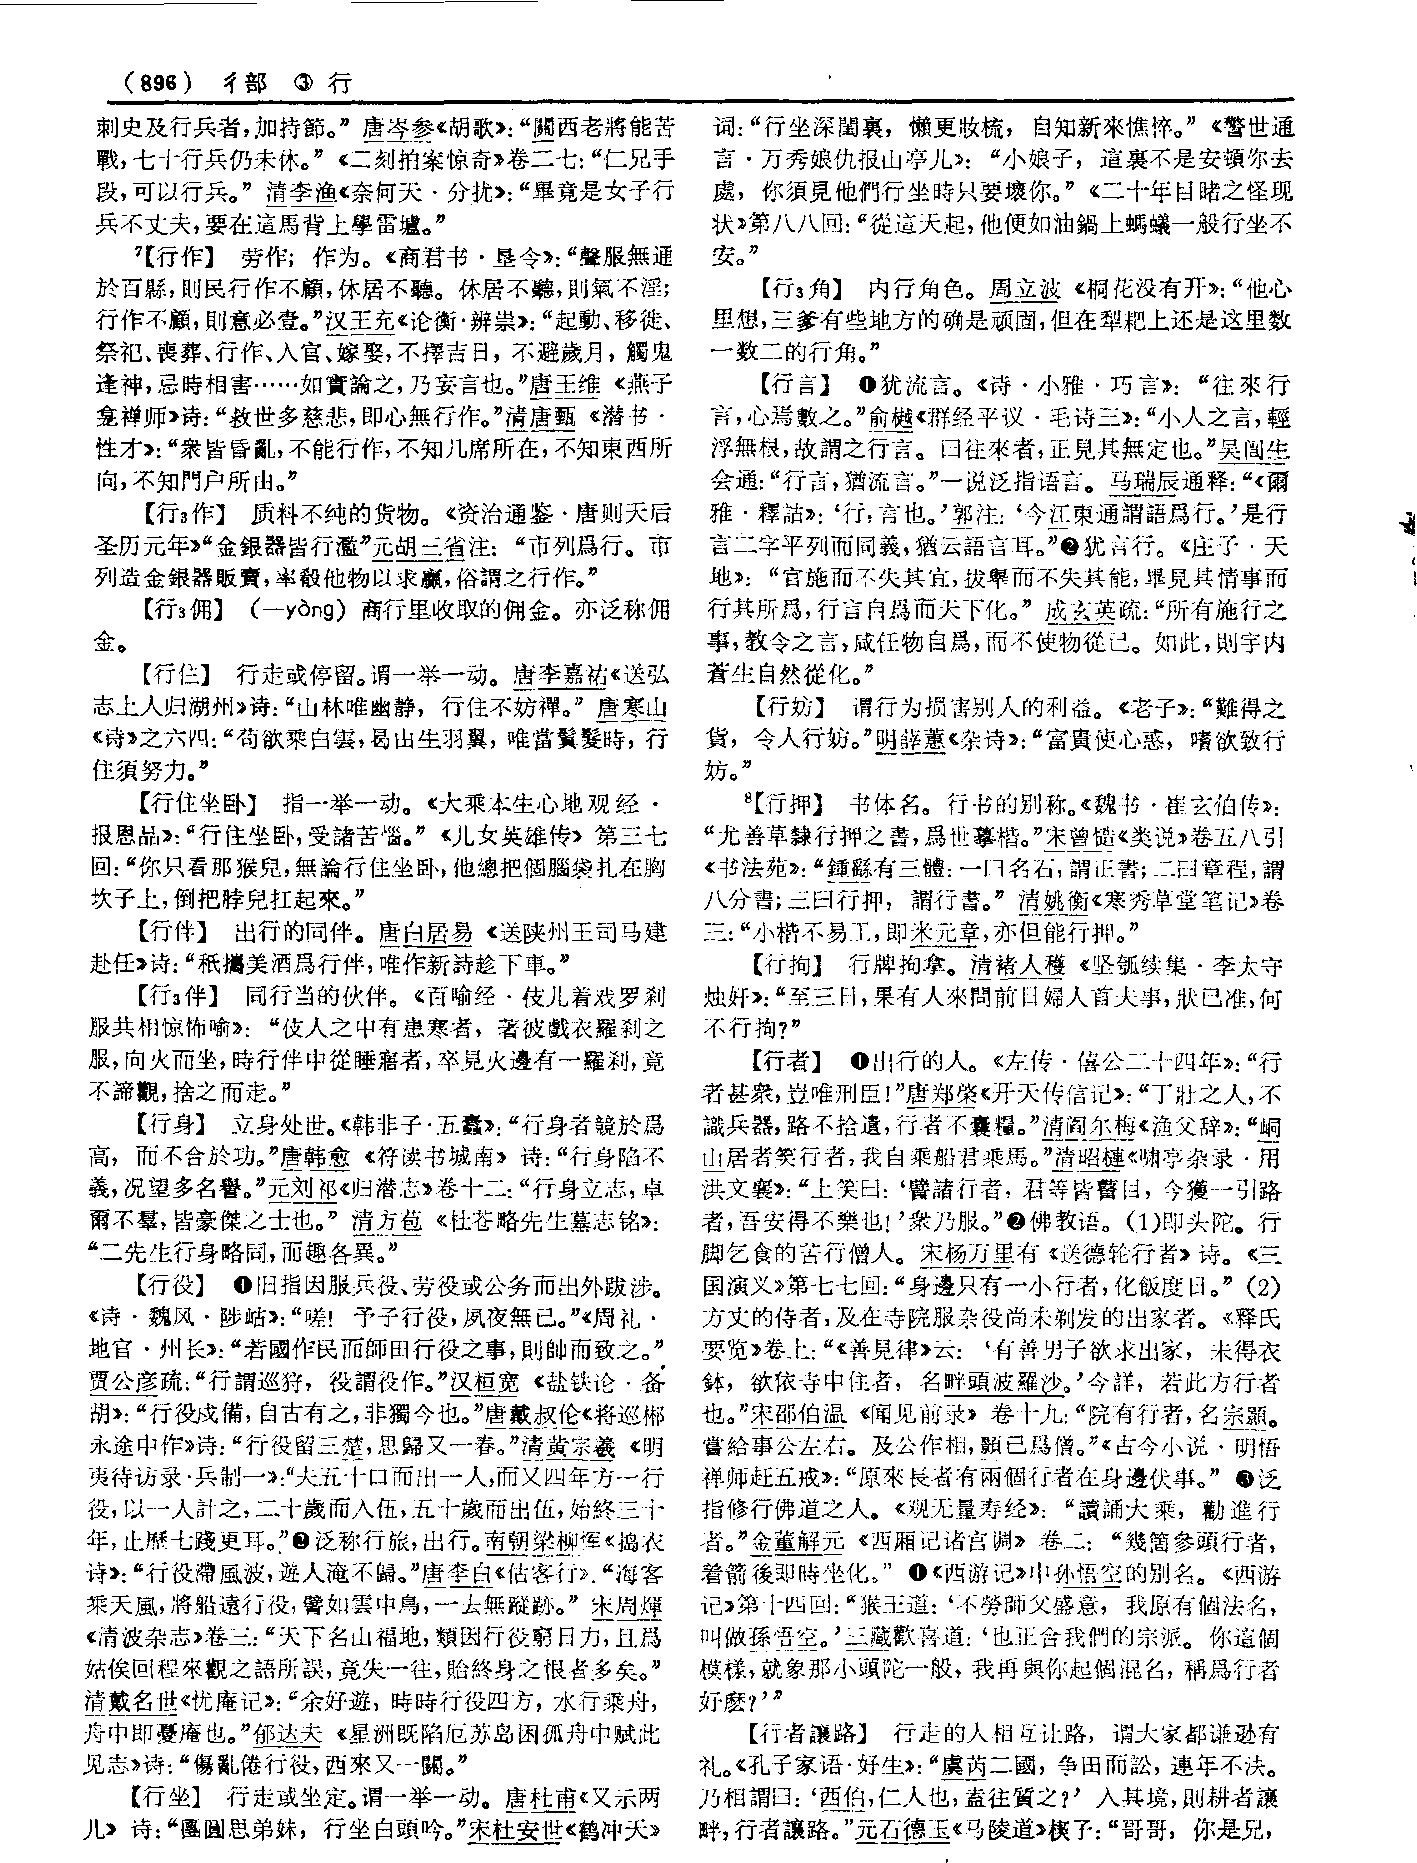 （896） 彳部 ③ 行
刺史及行兵者，加持節。”唐岑参《胡歌》：“關西老將能苦
戰，七十行兵仍未休。”《二刻拍案惊奇》卷二七：“仁兄手
段，可以行兵。”清李渔《奈何天·分扰》：“畢竟是女子行
兵不丈夫，要在這馬背上學雷壚。”
7【行作】 劳作；作为。《商君书·垦令》：“聲服無通
於百縣，則民行作不顧，休居不聽。休居不聽，則氣不淫；
行作不顧，則意必壹。”汉王充《论衡·辨祟》：“起動、移徙、
祭祀、喪葬、行作、入官、嫁娶，不擇吉日，不避歲月，觸鬼
逢神，忌時相害……如實論之，乃妄言也。”唐王维《燕子
龛禅师》诗：“救世多慈悲，即心無行作。”清唐甄《潜书·
性才》：“衆皆昏亂，不能行作，不知几席所在，不知東西所
向，不知門户所由。”
【行3作】 质料不纯的货物。《资治通鉴·唐则天后
圣历元年》“金銀器皆行濫”元胡三省注：“市列爲行。市
列造金銀器販賣，率殽他物以求贏，俗謂之行作。”
【行3佣】（—yòng）商行里收取的佣金。亦泛称佣
金。
【行住】 行走或停留。谓一举一动。唐李嘉祐《送弘
志上人归湖州》诗：“山林唯幽静，行住不妨禪。”唐寒山
《诗》之六四：“苟欲乘白雲，曷由生羽翼，唯當鬢髮時，行
住須努力。”
【行住坐卧】 指一举一动。《大乘本生心地观经·
报恩品》：“行住坐卧，受諸苦惱。”《儿女英雄传》第三七
回：“你只看那猴兒，無論行住坐卧，他總把個腦袋扎在胸
坎子上，倒把脖兒扛起來。”
【行伴】 出行的同伴。唐白居易《送陕州王司马建
赴任》诗：“秖攜美酒爲行伴，唯作新詩趁下車。”
【行3伴】 同行当的伙伴。《百喻经·伎儿着戏罗刹
服共相惊怖喻》：“伎人之中有患寒者，著彼戲衣羅刹之
服，向火而坐，時行伴中從睡寤者，卒見火邊有一羅刹，竟
不諦觀，捨之而走。”
【行身】 立身处世。《韩非子·五蠹》：“行身者競於爲
高，而不合於功。”唐韩愈《符读书城南》诗：“行身陷不
義，况望多名譽。”元刘祁《归潜志》卷十二：“行身立志，卓
爾不羣，皆豪傑之士也。”清方苞《杜苍略先生墓志铭》：
“二先生行身略同，而趣各異。”
【行役】 ❶旧指因服兵役、劳役或公务而出外跋涉。
《诗·魏风·陟岵》：“嗟！予子行役，夙夜無已。”《周礼·
地官·州长》：“若國作民而師田行役之事，則帥而致之。”
贾公彦疏：“行謂巡狩，役謂役作。”汉桓宽《盐铁论·备
胡》：“行役戍備，自古有之，非獨今也。”唐戴叔伦《将巡郴
永途中作》诗：“行役留三楚，思歸又一春。”清黄宗羲《明
夷待访录·兵制一》：“夫五十口而出一人，而又四年方一行
役，以一人計之，二十歲而入伍，五十歲而出伍，始終三十
年，止歷七踐更耳。”❷泛称行旅，出行。南朝梁柳恽《捣衣
诗》：“行役滯風波，遊人淹不歸。”唐李白《估客行》：“海客
乘天風，將船遠行役，譬如雲中鳥，一去無蹤跡。”宋周煇
《清波杂志》卷三：“天下名山福地，類因行役窮日力，且爲
姑俟回程來觀之語所誤，竟失一往，貽終身之恨者多矣。”
清戴名世《忧庵记》：“余好遊，時時行役四方，水行乘舟，
舟中即憂庵也。”郁达夫《星洲既陷厄苏岛困孤舟中赋此
见志》诗：“傷亂倦行役，西來又一關。”
【行坐】 行走或坐定。谓一举一动。唐杜甫《又示两
儿》诗：“團圓思弟妹，行坐白頭吟。”宋杜安世《鹤冲天》
词：“行坐深閨裏，懶更妝梳，自知新來憔悴。”《警世通
言·万秀娘仇报山亭儿》：“小娘子，這裏不是安頓你去
處，你須見他們行坐時只要壞你。”《二十年目睹之怪现
状》第八八回：“從這天起，他便如油鍋上螞蟻一般行坐不
安。”
【行3角】 内行角色。周立波《桐花没有开》：“他心
里想，三爹有些地方的确是顽固，但在犁耙上还是这里数
一数二的行角。”
【行言】 ❶犹流言。《诗·小雅·巧言》：“往來行
言，心焉數之。”俞樾《群经平议·毛诗三》：“小人之言，輕
浮無根，故謂之行言。曰往來者，正見其無定也。”吴闿生
会通：“行言，猶流言。”一说泛指语言。马瑞辰通释：“《爾
雅·釋詁》：‘行，言也。’郭注：‘今江東通謂語爲行。’是行
言二字平列而同義，猶云語言耳。”❷犹言行。《庄子·天
地》：“官施而不失其宜，拔舉而不失其能，畢見其情事而
行其所爲，行言自爲而天下化。”成玄英疏：“所有施行之
事，教令之言，咸任物自爲，而不使物從己。如此，則宇内
蒼生自然從化。”
【行妨】 谓行为损害别人的利益。《老子》：“難得之
貨，令人行妨。”明薛蕙《杂诗》：“富貴使心惑，嗜欲致行
妨。”
8【行押】 书体名。行书的别称。《魏书·崔玄伯传》：
“尤善草隸行押之書，爲世摹楷。”宋曾慥《类说》卷五八引
《书法苑》：“鍾繇有三體：一曰名石，謂正書；二曰章程，謂
八分書；三曰行押，謂行書。”清姚衡《寒秀草堂笔记》卷
三：“小楷不易工，即米元章，亦但能行押。”
【行拘】 行牌拘拿。清褚人穫《坚瓠续集·李太守
烛奸》：“至三日，果有人來問前日婦人首夫事，狀已准，何
不行拘？”
【行者】 ❶出行的人。《左传·僖公二十四年》：“行
者甚衆，豈唯刑臣！”唐郑棨《开天传信记》：“丁壯之人，不
識兵器，路不拾遺，行者不囊糧。”清阎尔梅《渔父辞》：“峒
山居者笑行者，我自乘船君乘馬。”清昭槤《啸亭杂录·用
洪文襄》：“上笑曰：‘譬諸行者，君等皆瞽目，今獲一引路
者，吾安得不樂也！’衆乃服。”❷佛教语。(1)即头陀。行
脚乞食的苦行僧人。宋杨万里有《送德轮行者》诗。《三
国演义》第七七回：“身邊只有一小行者，化飯度日。”(2)
方丈的侍者，及在寺院服杂役尚未剃发的出家者。《释氏
要览》卷上：“《善見律》云：‘有善男子欲求出家，未得衣
鉢，欲依寺中住者，名畔頭波羅沙。’今詳，若此方行者
也。”宋邵伯温《闻见前录》卷十九：“院有行者，名宗顥。
嘗給事公左右。及公作相，顥已爲僧。”《古今小说·明悟
禅师赶五戒》：“原來長者有兩個行者在身邊伏事。”❸泛
指修行佛道之人。《观无量寿经》：“讀誦大乘，勸進行
者。”金董解元《西厢记诸宫调》卷二：“幾箇參頭行者，
着箭後即時坐化。”❹《西游记》中孙悟空的别名。《西游
记》第十四回：“猴王道：‘不勞師父盛意，我原有個法名，
叫做孫悟空。’三藏歡喜道：‘也正合我們的宗派。你這個
模樣，就象那小頭陀一般，我再與你起個混名，稱爲行者
好麽？’”
【行者讓路】 行走的人相互让路，谓大家都谦逊有
礼。《孔子家语·好生》：“虞芮二國，争田而訟，連年不决。
乃相謂曰：‘西伯，仁人也，盍往質之？’入其境，則耕者讓
畔，行者讓路。”元石德玉《马陵道》楔子：“哥哥，你是兄，